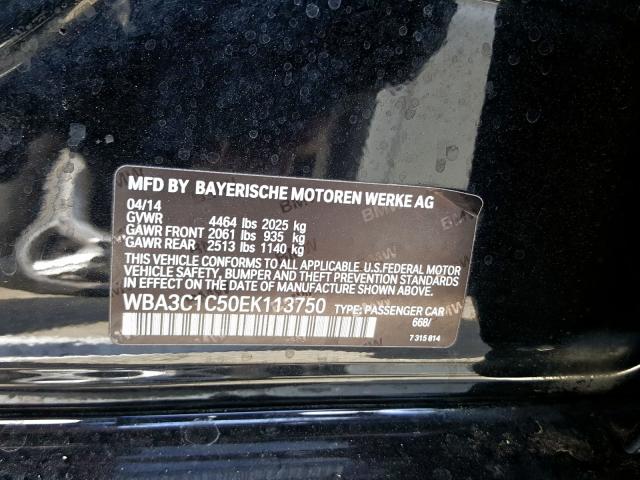 MFD BY BAYERISCHE MOTOREN WERKE AG
04/14
GVWR 4464 lbs 2025 kg
GAWR FRONT 2061 lbs 935 kg
GAWR REAR 2513 lbs 1140 kg
THIS VEHICLE CONFORMS TO ALL APPLICABLE U.S.FEDERAL MOTOR
VEHICLE SAFETY, BUMPER AND THEFT PREVENTION STANDARDS
IN EFFECT ON THE DATE OF MANUFACTURE SHOWN ABOVE.
WBA3C1C50EK113750 TYPE: PASSENGER CAR
668/
7 315 814